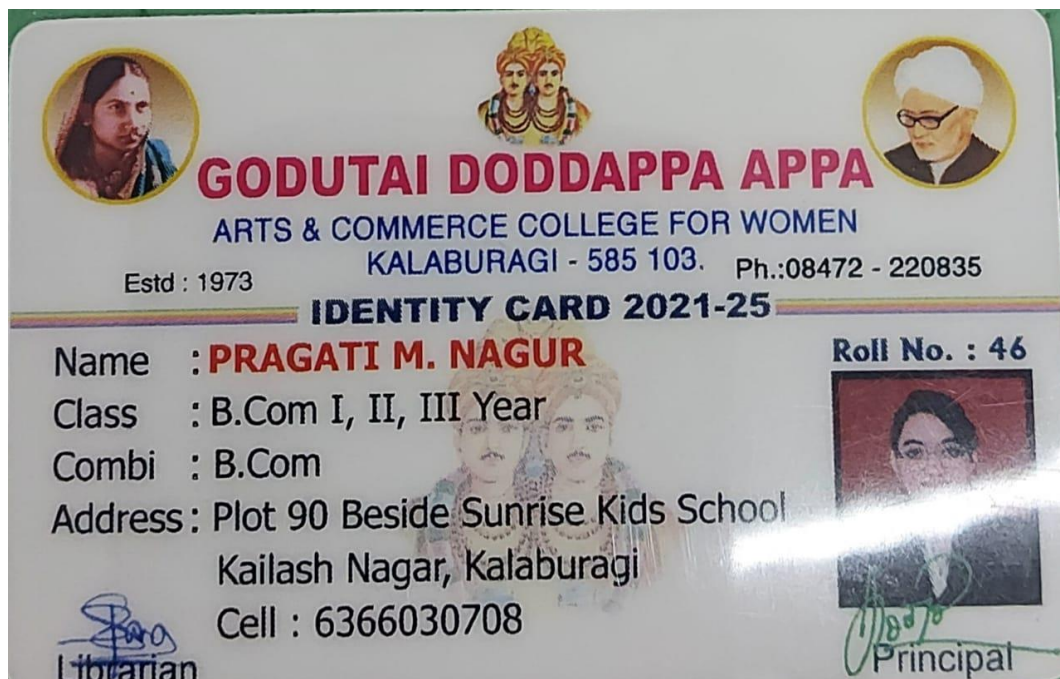 GODUTAI DODDAPPA APPA
ARTS & COMMERCE COLLEGE FOR WOMEN
KALABURAGI - 585 103.
Estd : 1973
Ph.:08472 - 220835
IDENTITY CARD 2021-25
Name : PRAGATI M. NAGUR
Roll No. : 46
Class : B.Com I, II, III Year
Combi : B.Com
Address : Plot 90 Beside Sunrise Kids School
Kailash Nagar, Kalaburagi
Cell : 6366030708
Librarian
Principal